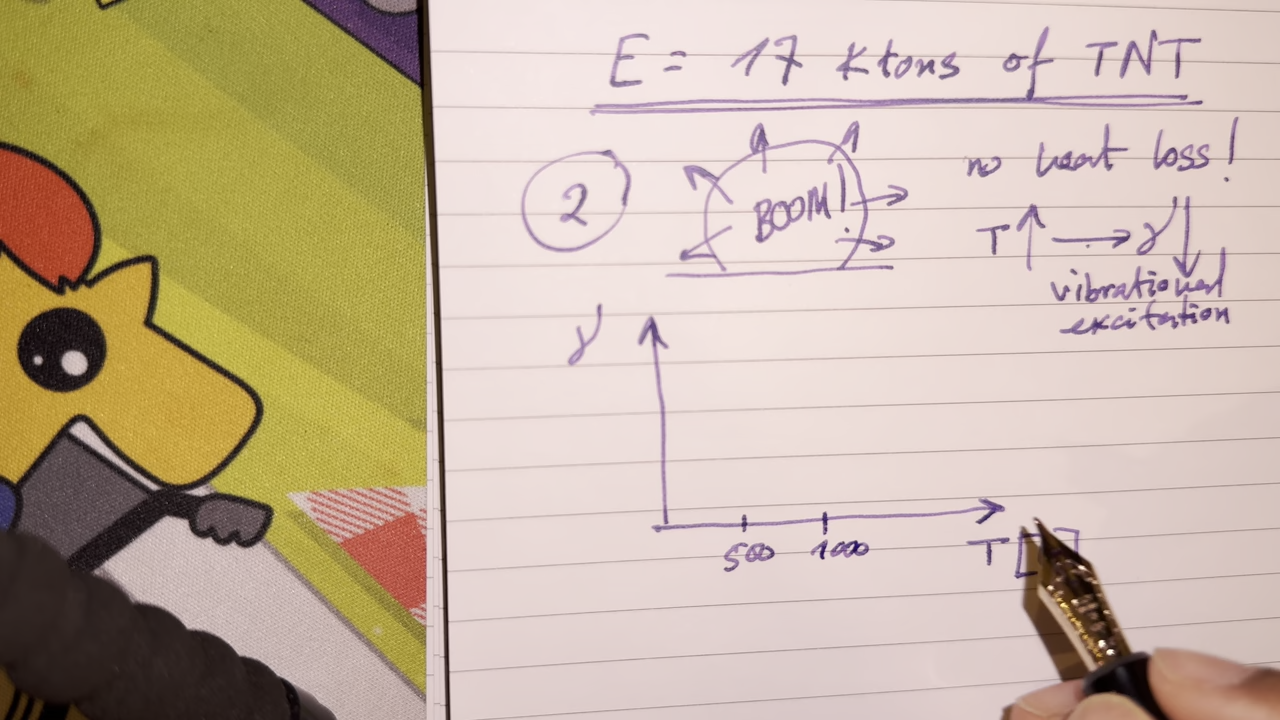 E = 17 Ktons of TNT
2
BOOM!
no heat loss!
T↑ → γ↓
vibrational
excitation
γ
500 1000 T [ ]